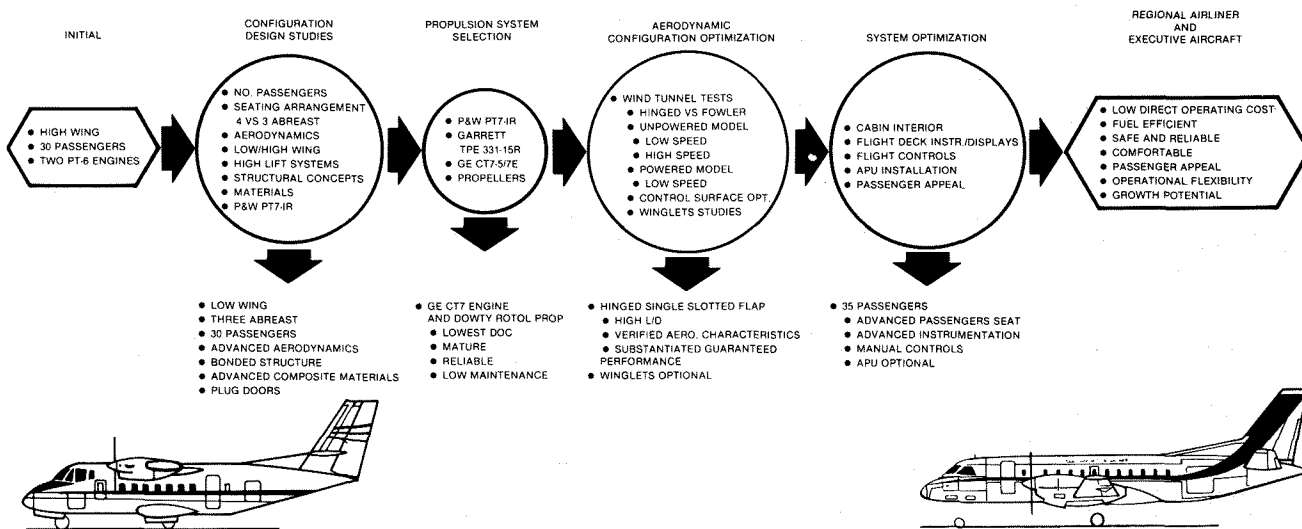 INITIAL
● HIGH WING
● 30 PASSENGERS
● TWO PT-6 ENGINES
CONFIGURATION
DESIGN STUDIES
● NO. PASSENGERS
● SEATING ARRANGEMENT
4 VS 3 ABREAST
● AERODYNAMICS
● LOW/HIGH WING
● HIGH LIFT SYSTEMS
● STRUCTURAL CONCEPTS
● MATERIALS
● P&W PT7-IR
● LOW WING
● THREE ABREAST
● 30 PASSENGERS
● ADVANCED AERODYNAMICS
● BONDED STRUCTURE
● ADVANCED COMPOSITE MATERIALS
● PLUG DOORS
PROPULSION SYSTEM
SELECTION
● P&W PT7-IR
● GARRETT
TPE 331-15R
● GE CT7-5/7E
● PROPELLERS
● GE CT7 ENGINE
AND DOWTY ROTOL PROP
● LOWEST DOC
● MATURE
● RELIABLE
● LOW MAINTENANCE
AERODYNAMIC
CONFIGURATION OPTIMIZATION
● WIND TUNNEL TESTS
● HINGED VS FOWLER
● UNPOWERED MODEL
● LOW SPEED
● HIGH SPEED
● POWERED MODEL
● LOW SPEED
● CONTROL SURFACE OPT.
● WINGLETS STUDIES
● HINGED SINGLE SLOTTED FLAP
● HIGH L/D
● VERIFIED AERO. CHARACTERISTICS
● SUBSTANTIATED GUARANTEED
PERFORMANCE
● WINGLETS OPTIONAL
SYSTEM OPTIMIZATION
● CABIN INTERIOR
● FLIGHT DECK INSTR./DISPLAYS
● FLIGHT CONTROLS
● APU INSTALLATION
● PASSENGER APPEAL
● 35 PASSENGERS
● ADVANCED PASSENGERS SEAT
● ADVANCED INSTRUMENTATION
● MANUAL CONTROLS
● APU OPTIONAL
REGIONAL AIRLINER
AND
EXECUTIVE AIRCRAFT
● LOW DIRECT OPERATING COST
● FUEL EFFICIENT
● SAFE AND RELIABLE
● COMFORTABLE
● PASSENGER APPEAL
● OPERATIONAL FLEXIBILITY
● GROWTH POTENTIAL